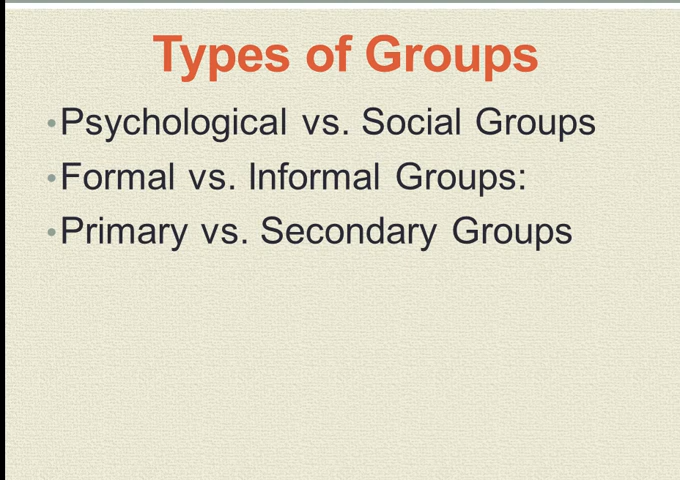 Types of Groups
•Psychological vs. Social Groups
•Formal vs. Informal Groups:
•Primary vs. Secondary Groups